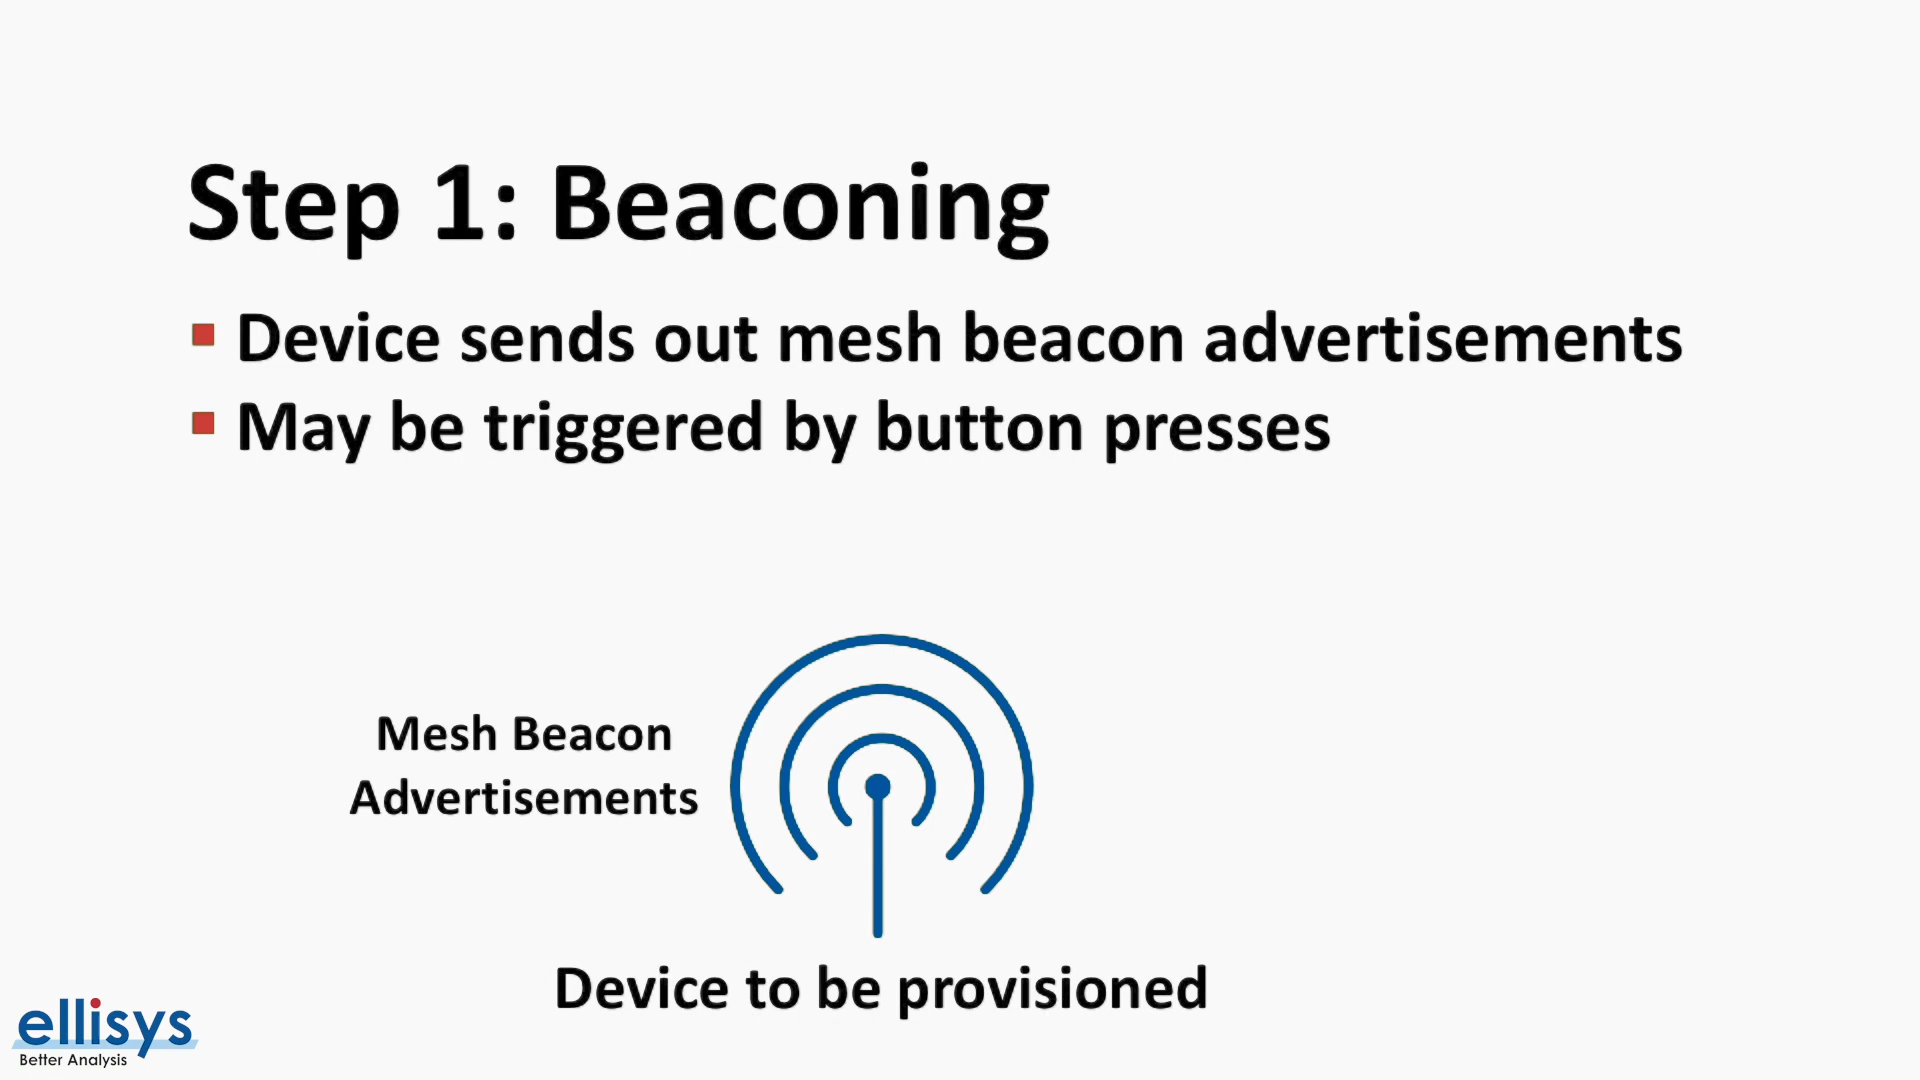 Step 1: Beaconing
Device sends out mesh beacon advertisements
May be triggered by button presses
Mesh Beacon
Advertisements
Device to be provisioned
ellisys
Better Analysis